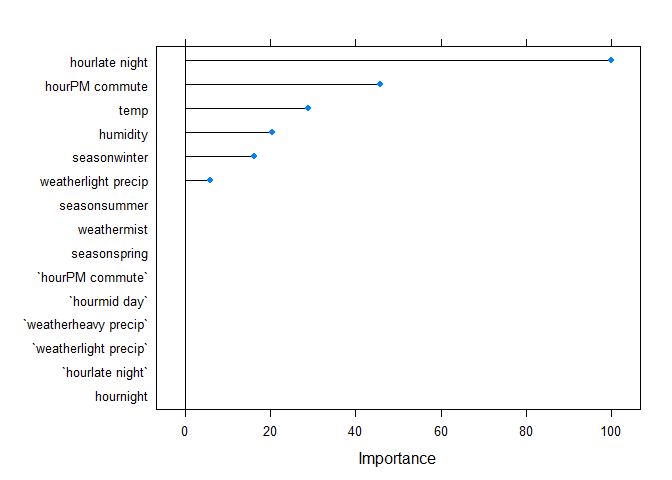 hourlate night
hourPM commute
temp
humidity
seasonwinter
weatherlight precip
seasonsummer
weathermist
seasonspring
`hourPM commute`
`hourmid day`
`weatherheavy precip`
`weatherlight precip`
`hourlate night`
hournight
0 20 40 60 80 100
Importance